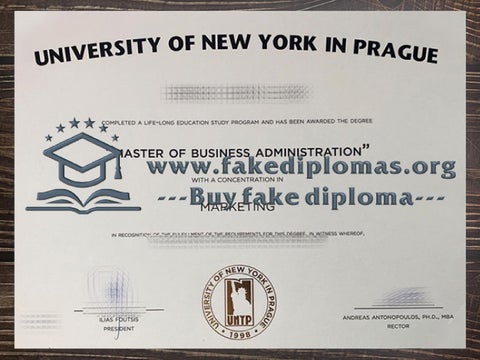 UNIVERSITY OF NEW YORK IN PRAGUE
COMPLETED A LIFE-LONG EDUCATION STUDY PROGRAM AND HAS BEEN AWARDED THE DEGREE
MASTER OF BUSINESS ADMINISTRATION”
www.fakediplomas.org
WITH A CONCENTRATION IN
---Buy fake diploma---
MARKETING
IN RECOGNITION OF THE FULFILLMENT OF THE REQUIREMENTS FOR THIS DEGREE, IN WITNESS WHEREOF,
UNIVERSITY OF NEW YORK IN PRAGUE
UNYP
• 1998 •
ILIAS FOUTSIS
PRESIDENT
ANDREAS ANTONOPOULOS, PH.D., MBA
RECTOR